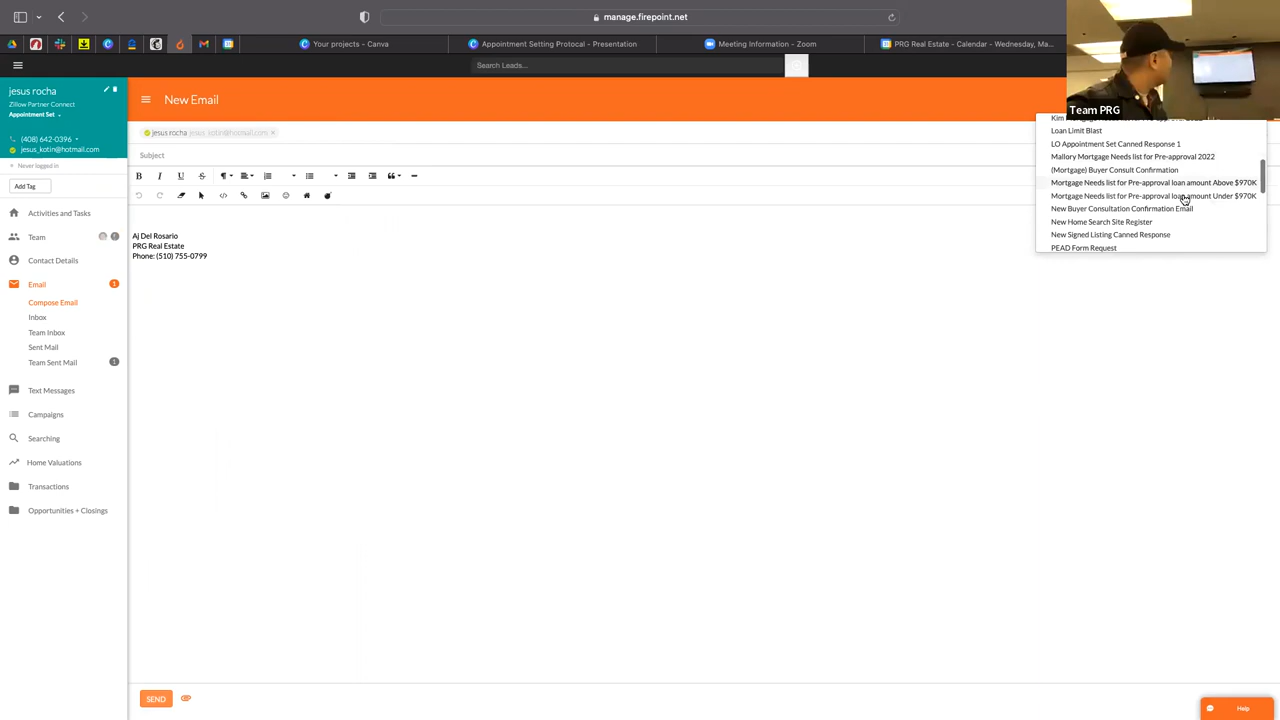 manage.firepoint.net
Your projects - Canva
Appointment Setting Protocal - Presentation
Meeting Information - Zoom
PRG Real Estate - Calendar - Wednesday, Ma...
Search Leads...
jesus rocha
Zillow Partner Connect
Appointment Set
(408) 642-0396
jesus_kotin@hotmail.com
Never logged in
Add Tag
Activities and Tasks
Team
Contact Details
Email
1
Compose Email
Inbox
Team Inbox
Sent Mail
Team Sent Mail
1
Text Messages
Campaigns
Searching
Home Valuations
Transactions
Opportunities + Closings
New Email
jesus rocha jesus_kotin@hotmail.com
Subject
Aj Del Rosario
PRG Real Estate
Phone: (510) 755-0799
SEND
Team PRG
Loan Limit Blast
LO Appointment Set Canned Response 1
Mallory Mortgage Needs list for Pre-approval 2022
(Mortgage) Buyer Consult Confirmation
Mortgage Needs list for Pre-approval loan amount Above $970K
Mortgage Needs list for Pre-approval loan amount Under $970K
New Buyer Consultation Confirmation Email
New Home Search Site Register
New Signed Listing Canned Response
PEAD Form Request
Help